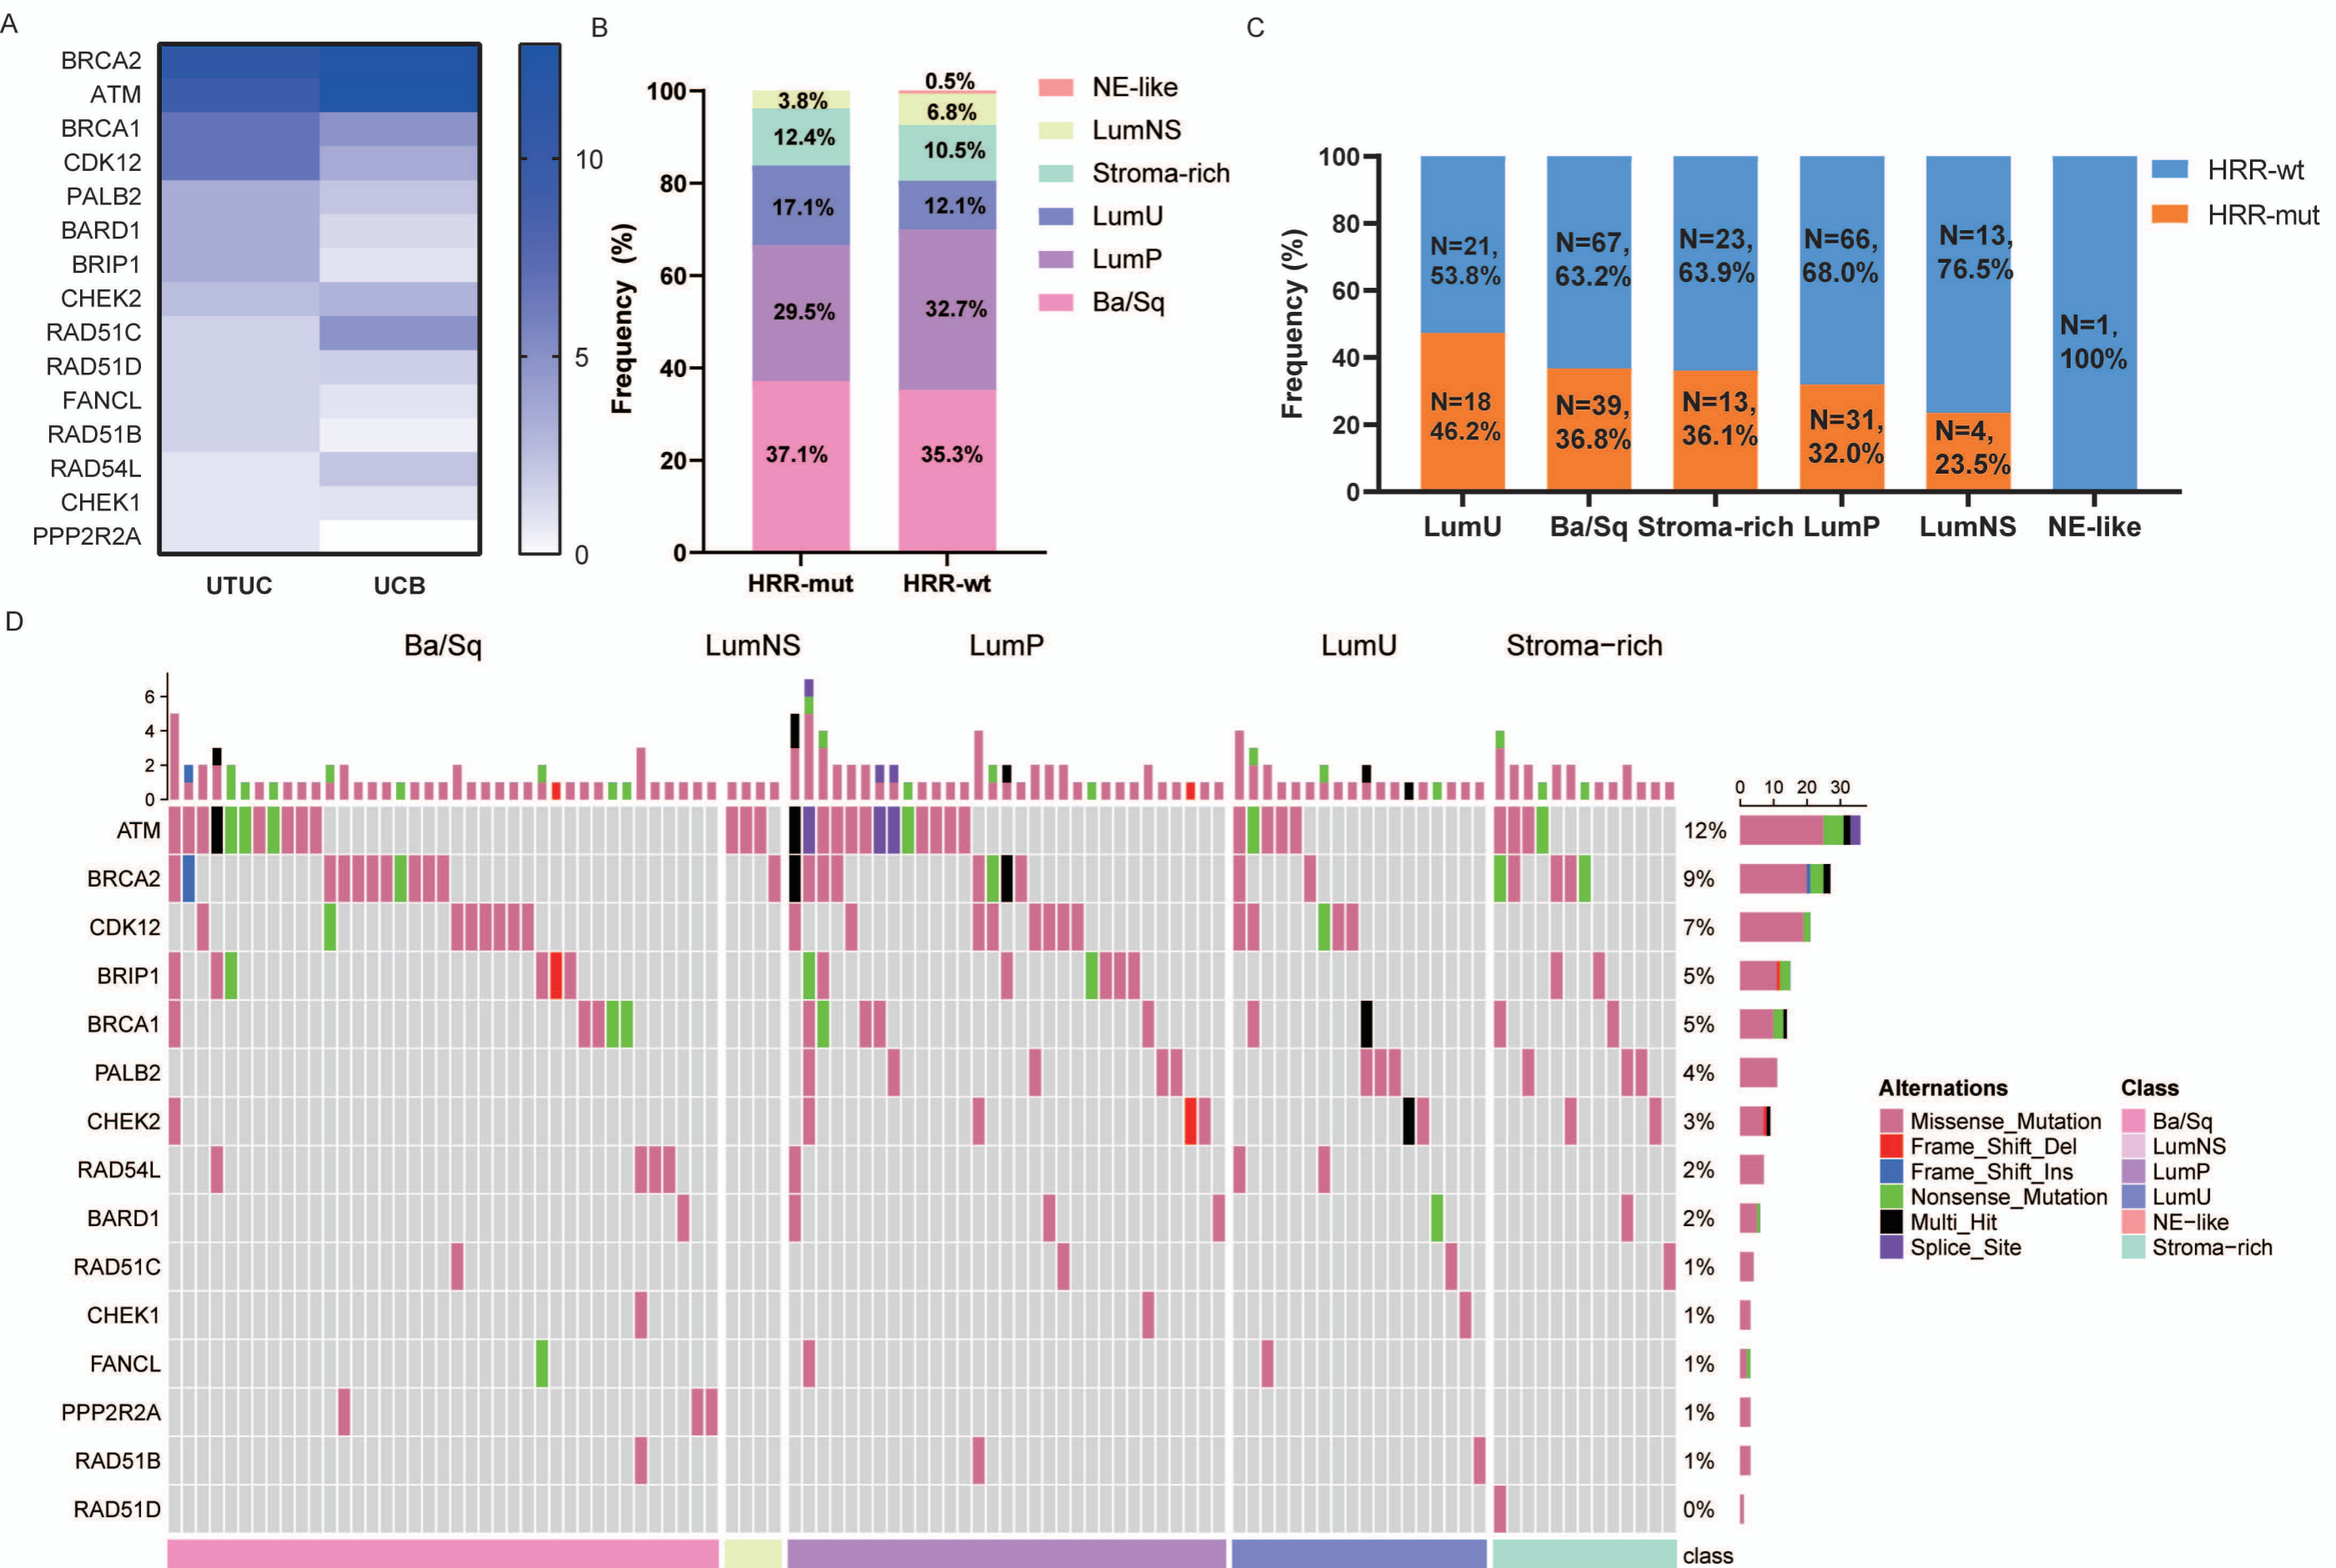 A
BRCA2
ATM
BRCA1
CDK12
PALB2
BARD1
BRIP1
CHEK2
RAD51C
RAD51D
FANCL
RAD51B
RAD54L
CHEK1
PPP2R2A
UTUC UCB
10
5
0
B
Frequency (%)
100
80
60
40
20
0
3.8%
12.4%
17.1%
29.5%
37.1%
0.5%
6.8%
10.5%
12.1%
32.7%
35.3%
HRR-mut HRR-wt
NE-like
LumNS
Stroma-rich
LumU
LumP
Ba/Sq
C
Frequency (%)
100
80
60
40
20
0
N=21,
53.8%
N=18
46.2%
N=67,
63.2%
N=39,
36.8%
N=23,
63.9%
N=13,
36.1%
N=66,
68.0%
N=31,
32.0%
N=13,
76.5%
N=4,
23.5%
N=1,
100%
LumU Ba/Sq Stroma-rich LumP LumNS NE-like
HRR-wt
HRR-mut
D
Ba/Sq LumNS LumP LumU Stroma−rich
6
4
2
0
0 10 20 30
ATM 12%
BRCA2 9%
CDK12 7%
BRIP1 5%
BRCA1 5%
PALB2 4%
CHEK2 3%
RAD54L 2%
BARD1 2%
RAD51C 1%
CHEK1 1%
FANCL 1%
PPP2R2A 1%
RAD51B 1%
RAD51D 0%
class
Alternations
Missense_Mutation
Frame_Shift_Del
Frame_Shift_Ins
Nonsense_Mutation
Multi_Hit
Splice_Site
Class
Ba/Sq
LumNS
LumP
LumU
NE−like
Stroma−rich